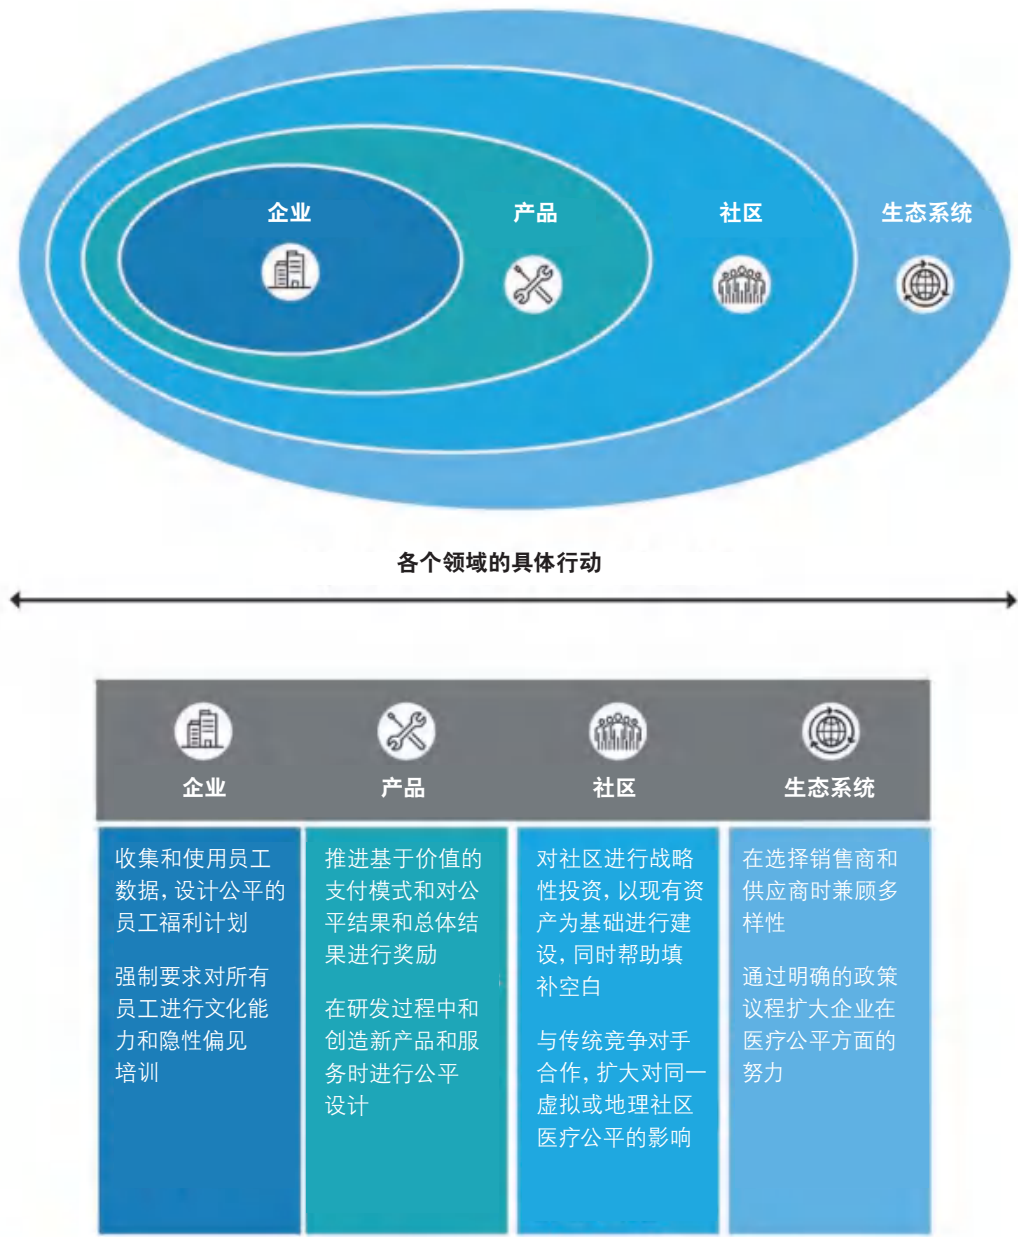 企业
产品
社区
生态系统
各个领域的具体行动
企业
产品
社区
生态系统
收集和使用员工
数据，设计公平的
员工福利计划
强制要求对所有
员工进行文化能
力和隐性偏见
培训
推进基于价值的
支付模式和对公
平结果和总体结
果进行奖励
在研发过程中和
创造新产品和服
务时进行公平
设计
对社区进行战略
性投资，以现有资
产为基础进行建
设，同时帮助填
补空白
与传统竞争对手
合作，扩大对同一
虚拟或地理社区
医疗公平的影响
在选择销售商和
供应商时兼顾多
样性
通过明确的政策
议程扩大企业在
医疗公平方面的
努力